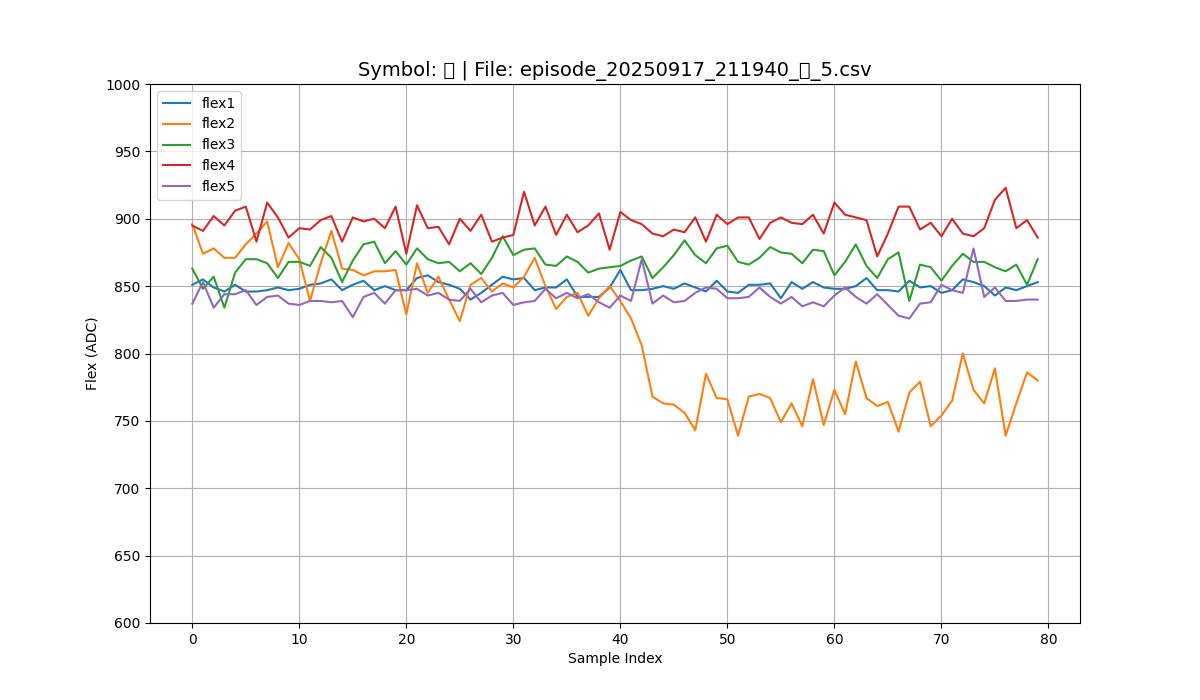 Symbol: | File: episode_20250917_211940_ _5.csv
1000
950
900
850
800
750
700
650
600
Flex (ADC)
flex1
flex2
flex3
flex4
flex5
0 10 20 30 40 50 60 70 80
Sample Index